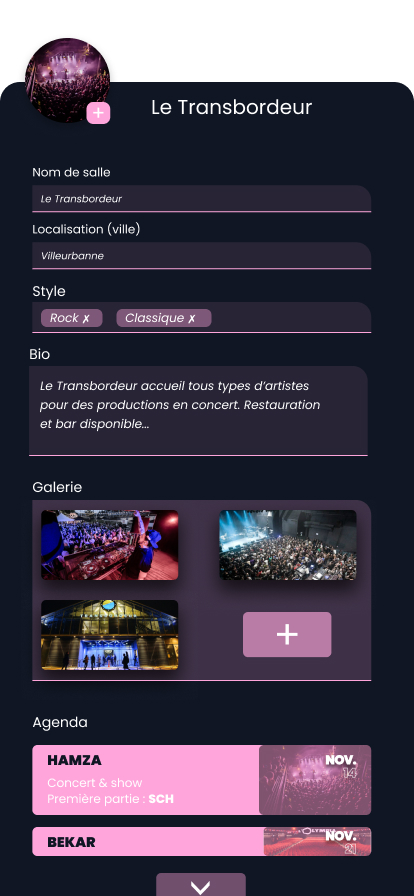 Le Transbordeur
Nom de salle
Le Transbordeur
Localisation (ville)
Villeurbanne
Style
Rock ✗ Classique ✗
Bio
Le Transbordeur accueil tous types d'artistes
pour des productions en concert. Restauration
et bar disponible...
Galerie
Agenda
HAMZA
NOV.
14
Concert & show
Première partie : SCH
BEKAR
OLYMPIA
NOV.
21